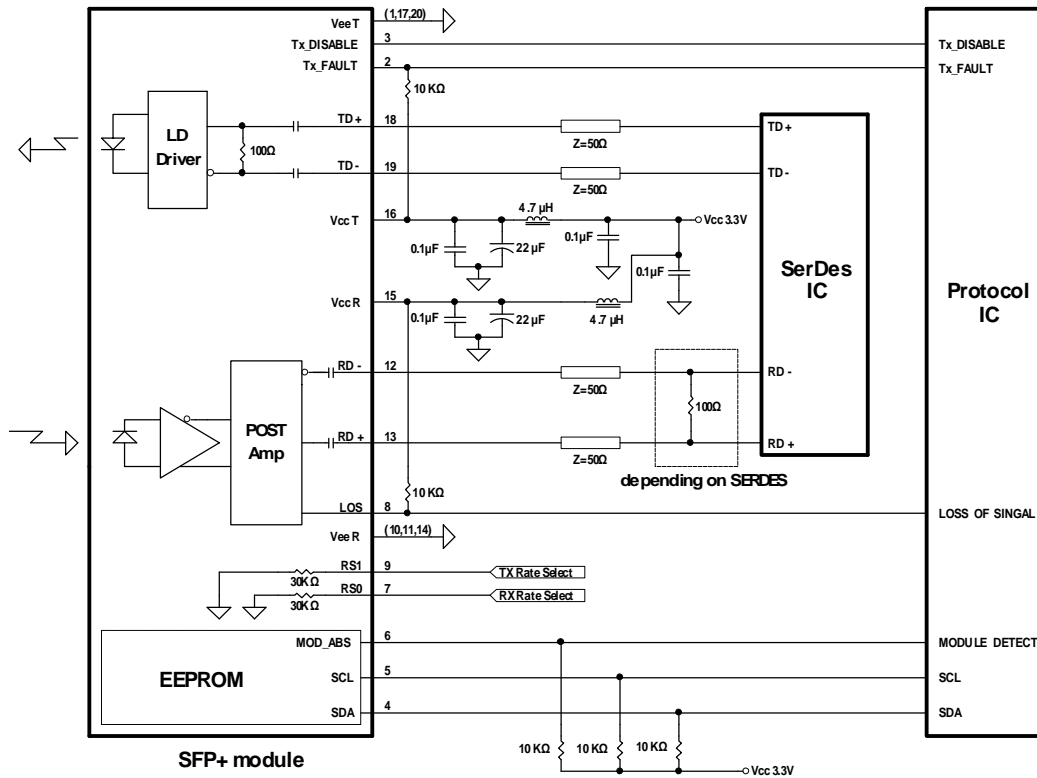 VeeT (1,17,20)
Tx_DISABLE 3 Tx_DISABLE
Tx_FAULT 2 Tx_FAULT
10 KΩ
LD
Driver
100Ω
TD+ 18 Z=50Ω TD+
TD- 19 Z=50Ω TD-
VccT 16 4.7 µH Vcc 3.3V
0.1µF 22 µF 0.1µF 0.1µF
SerDes
IC
Protocol
IC
VccR 15
0.1µF 22 µF 4.7 µH
RD - 12 Z=50Ω RD -
100Ω
POST
Amp
RD + 13 Z=50Ω RD +
depending on SERDES
10 KΩ
LOS 8 LOSS OF SINGAL
VeeR (10,11,14)
RS1 9 TX Rate Select
30KΩ
RS0 7 RX Rate Select
30KΩ
MOD_ABS 6 MODULE DETECT
EEPROM
SCL 5 SCL
SDA 4 SDA
10 KΩ 10 KΩ 10 KΩ
Vcc 3.3V
SFP+ module